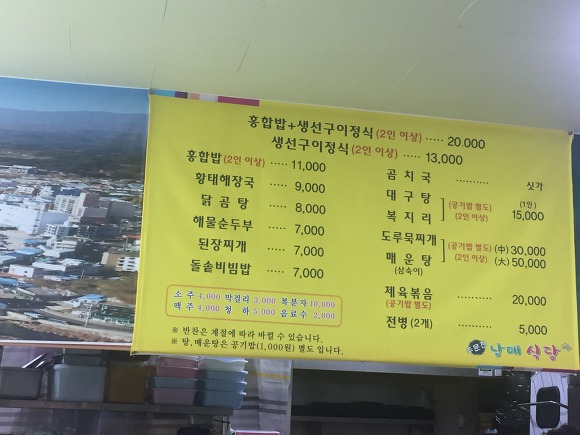 홍합밥+생선구이정식(2인 이상) ..... 20.000
생선구이정식(2인 이상) ..... 13,000
홍합밥(2인이상) ..... 11,000
황태해장국 ..... 9,000
닭 곰탕 ..... 8,000
해물순두부 ..... 7,000
된장찌개 ..... 7,000
돌솥비빔밥 ..... 7,000
소 주 4,000 막걸리 3,000 복분자 10,000
맥 주 4,000 청 하 5,000 음료수 2,000
※ 반찬은 계절에 따라 바뀔 수 있습니다.
※ 탕,매운탕은 공기밥(1,000원) 별도 입니다.
곰 치 국 .......... 싯가
대 구 탕 (공기밥 별도) (1인)
복 지 리 (2인 이상) 15,000
도루묵찌개 (공기밥 별도) (中) 30,000
매 운 탕 (2인 이상) (大) 50,000
(삼숙이)
제육볶음 .......... 20,000
(공기밥 별도)
전병(2개) .......... 5,000
남매 식당